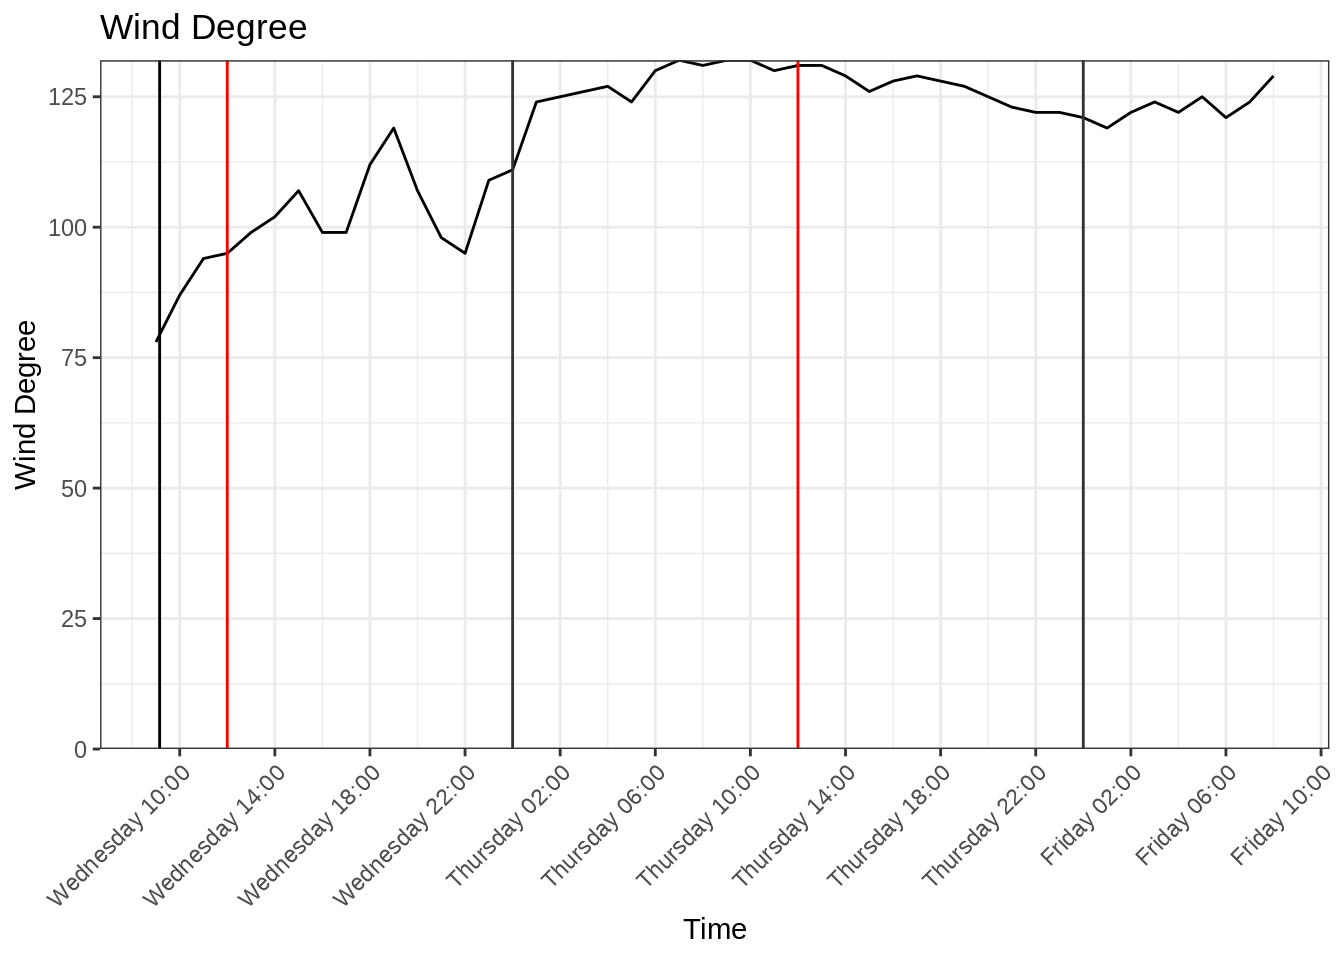 Wind Degree
Wind Degree
125
100
75
50
25
0
Wednesday 10:00
Wednesday 14:00
Wednesday 18:00
Wednesday 22:00
Thursday 02:00
Thursday 06:00
Thursday 10:00
Thursday 14:00
Thursday 18:00
Thursday 22:00
Friday 02:00
Friday 06:00
Friday 10:00
Time